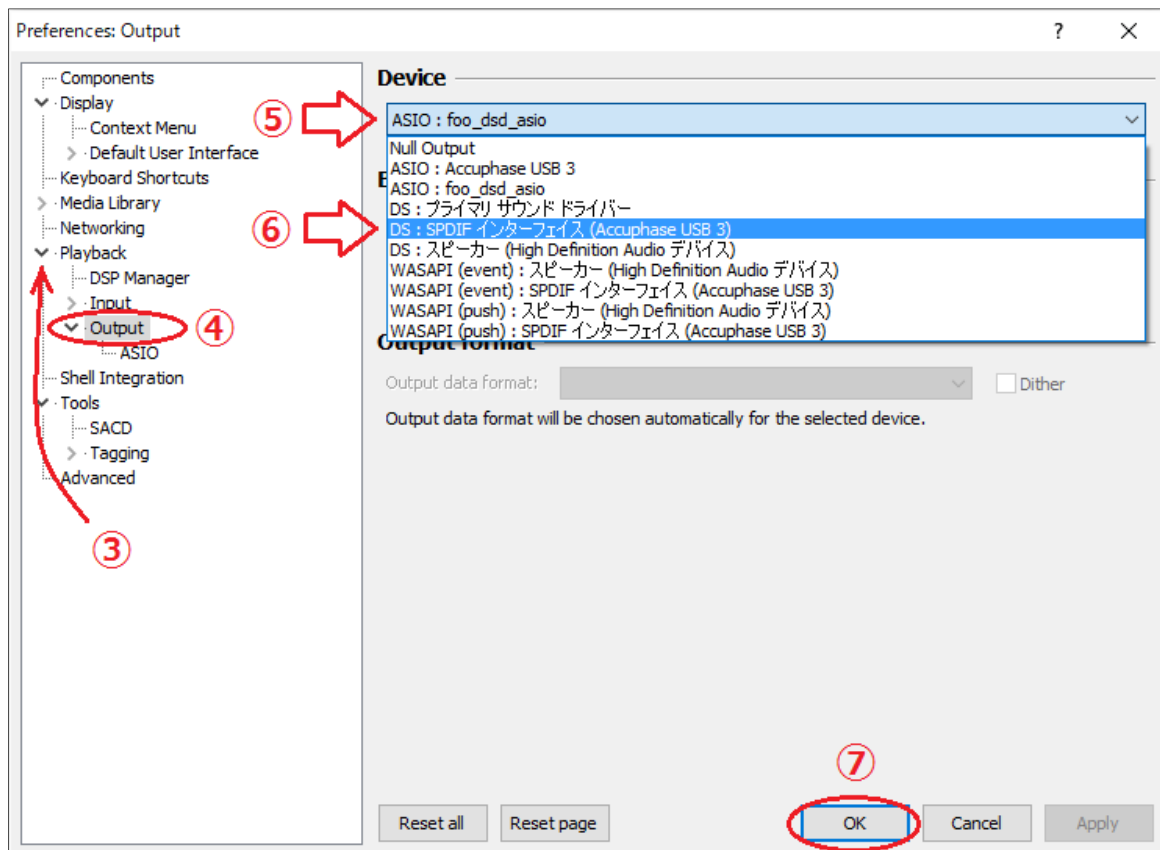 Preferences: Output
?
Components
Display
Context Menu
Default User Interface
Keyboard Shortcuts
Media Library
Networking
Playback
DSP Manager
Input
Output
ASIO
Shell Integration
Tools
SACD
Tagging
Advanced
③
④
Device
⑤
ASIO : foo_dsd_asio
Null Output
ASIO : Accuphase USB 3
ASIO : foo_dsd_asio
DS : プライマリ サウンド ドライバー
⑥
DS : SPDIF インターフェイス (Accuphase USB 3)
DS : スピーカー (High Definition Audio デバイス)
WASAPI (event) : スピーカー (High Definition Audio デバイス)
WASAPI (event) : SPDIF インターフェイス (Accuphase USB 3)
WASAPI (push) : スピーカー (High Definition Audio デバイス)
WASAPI (push) : SPDIF インターフェイス (Accuphase USB 3)
Output format
Output data format:
Dither
Output data format will be chosen automatically for the selected device.
⑦
Reset all
Reset page
OK
Cancel
Apply